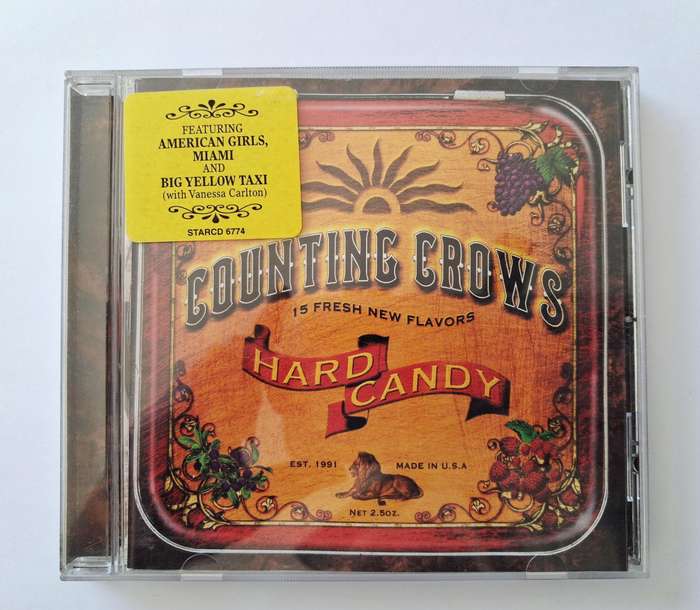 FEATURING
AMERICAN GIRLS,
MIAMI
AND
BIG YELLOW TAXI
(with Vanessa Carlton)
STARCD 6774
COUNTING CROWS
15 FRESH NEW FLAVORS
HARD
CANDY
EST. 1991
MADE IN U.S.A
NET 2.5OZ.